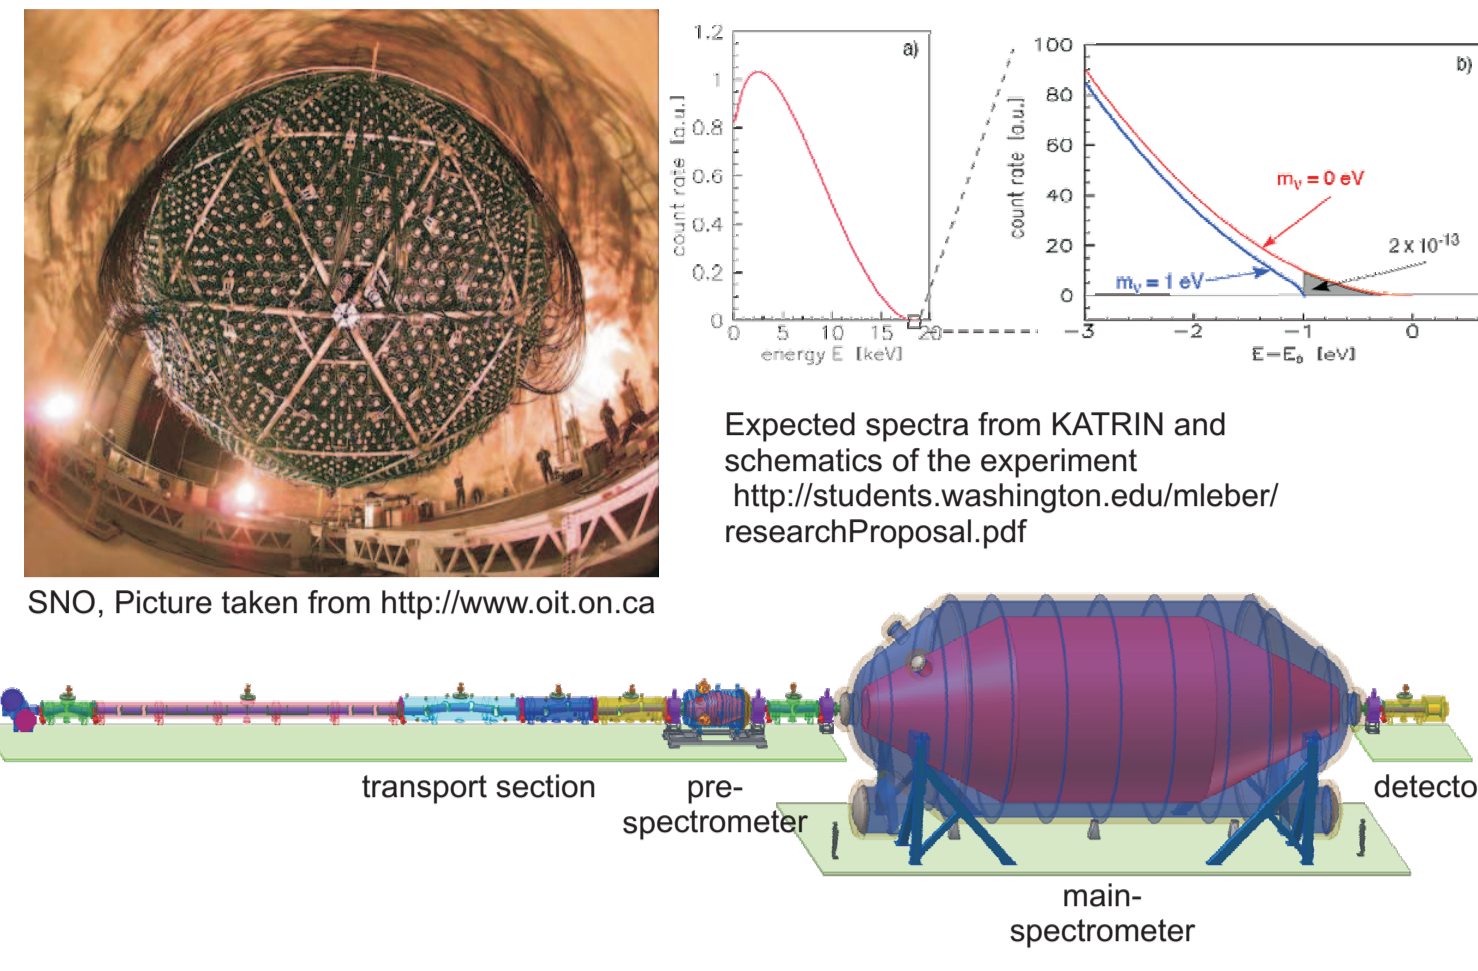 1.2
1
0.8
0.6
0.4
0.2
0
0 5 10 15 20
count rate [a.u.]
energy E [keV]
a)
100
80
60
40
20
0
−3 −2 −1 0
count rate [a.u.]
E−E₀ [eV]
b)
mᵥ = 0 eV
2 x 10⁻¹³
mᵥ = 1 eV
Expected spectra from KATRIN and
schematics of the experiment
http://students.washington.edu/mleber/
researchProposal.pdf
SNO, Picture taken from http://www.oit.on.ca
transport section
pre-
spectrometer
main-
spectrometer
detecto